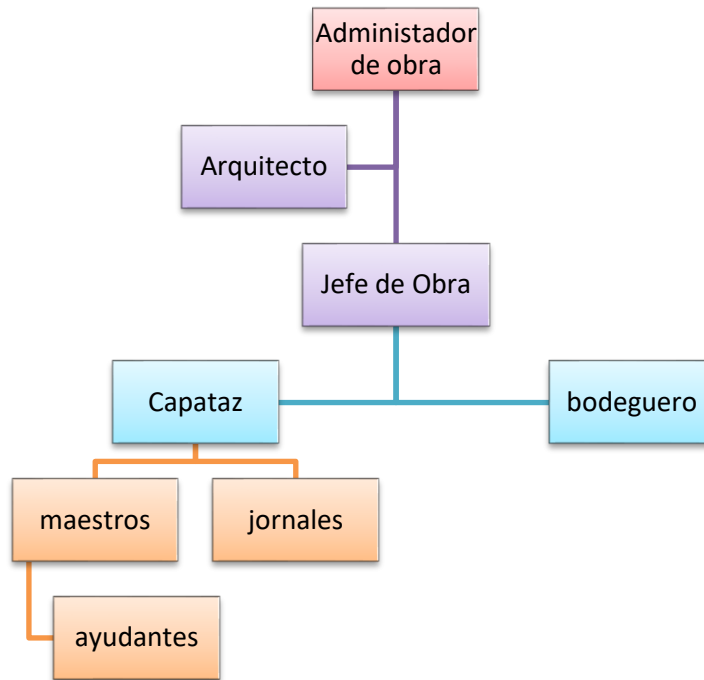 Administador
de obra
Arquitecto
Jefe de Obra
Capataz
bodeguero
maestros
jornales
ayudantes